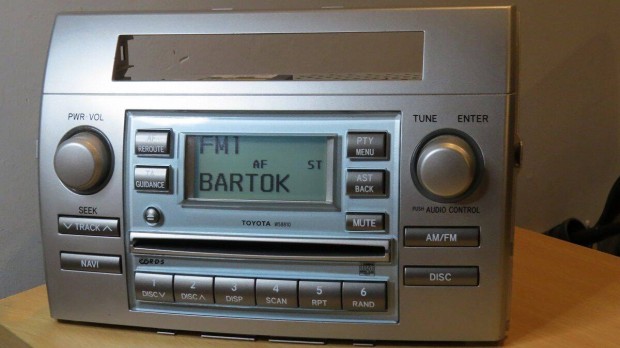 PWR·VOL
TUNE ENTER
FM1
AF ST
BARTOK
REROUTE
GUIDANCE
PTY
MENU
AST
BACK
MUTE
SEEK
∨ TRACK ∧
NAVI
TOYOTA
PUSH AUDIO CONTROL
AM/FM
DISC
1 DISC ∨
2 DISC ∧
3 DISP
4 SCAN
5 RPT
6 RAND